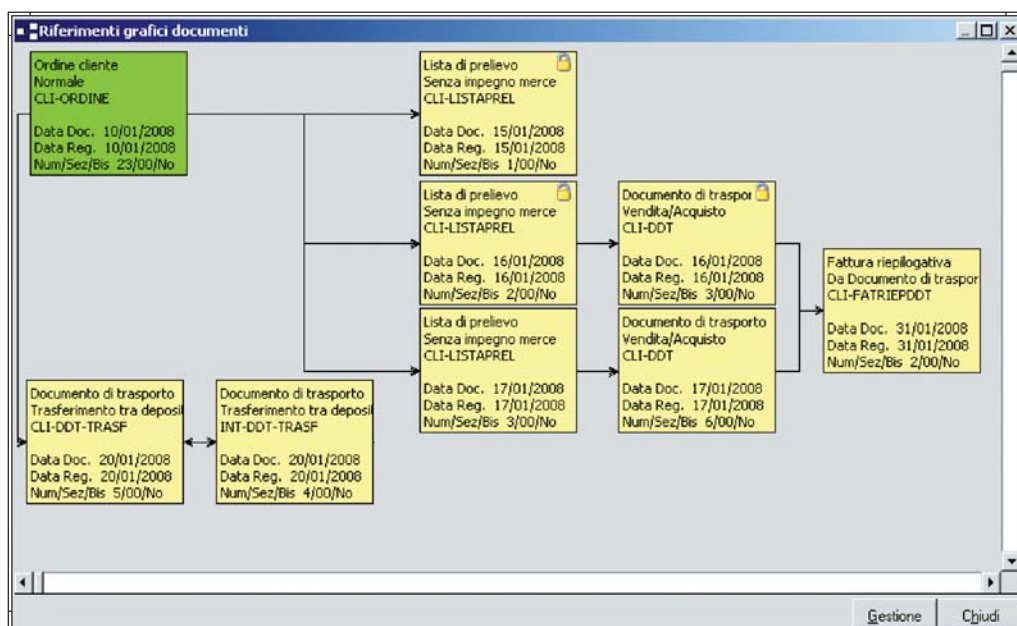 Riferimenti grafici documenti
Ordine cliente
Normale
CLI-ORDINE
Data Doc. 10/01/2008
Data Reg. 10/01/2008
Num/Sez/Bis 23/00/No
Lista di prelievo
Senza impegno merce
CLI-LISTAPREL
Data Doc. 15/01/2008
Data Reg. 15/01/2008
Num/Sez/Bis 1/00/No
Lista di prelievo
Senza impegno merce
CLI-LISTAPREL
Data Doc. 16/01/2008
Data Reg. 16/01/2008
Num/Sez/Bis 2/00/No
Documento di traspor
Vendita/Acquisto
CLI-DDT
Data Doc. 16/01/2008
Data Reg. 16/01/2008
Num/Sez/Bis 3/00/No
Fattura riepilogativa
Da Documento di traspor
CLI-FATRIEPDDT
Data Doc. 31/01/2008
Data Reg. 31/01/2008
Num/Sez/Bis 2/00/No
Lista di prelievo
Senza impegno merce
CLI-LISTAPREL
Data Doc. 17/01/2008
Data Reg. 17/01/2008
Num/Sez/Bis 3/00/No
Documento di trasporto
Vendita/Acquisto
CLI-DDT
Data Doc. 17/01/2008
Data Reg. 17/01/2008
Num/Sez/Bis 6/00/No
Documento di trasporto
Trasferimento tra deposi
CLI-DDT-TRASF
Data Doc. 20/01/2008
Data Reg. 20/01/2008
Num/Sez/Bis 5/00/No
Documento di trasporto
Trasferimento tra deposit
INT-DDT-TRASF
Data Doc. 20/01/2008
Data Reg. 20/01/2008
Num/Sez/Bis 4/00/No
Gestione
Chiudi